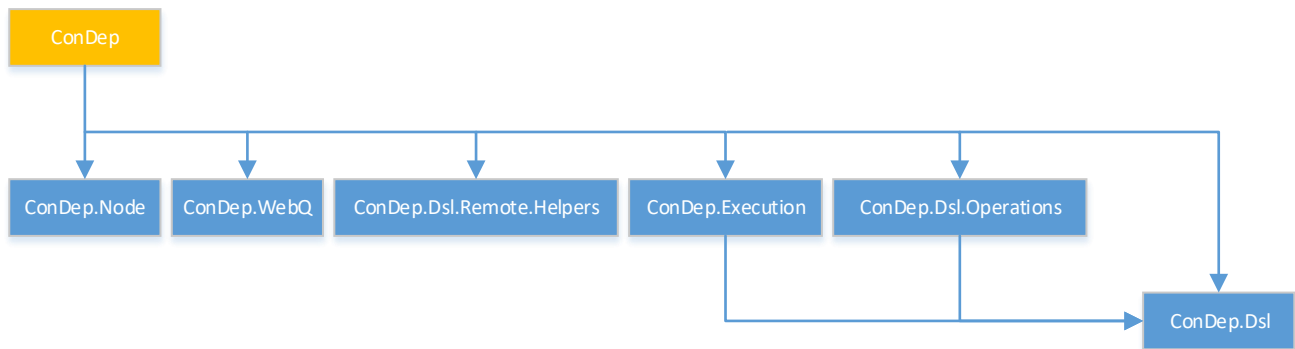 ConDep
ConDep.Node
ConDep.WebQ
ConDep.Dsl.Remote.Helpers
ConDep.Execution
ConDep.Dsl.Operations
ConDep.Dsl